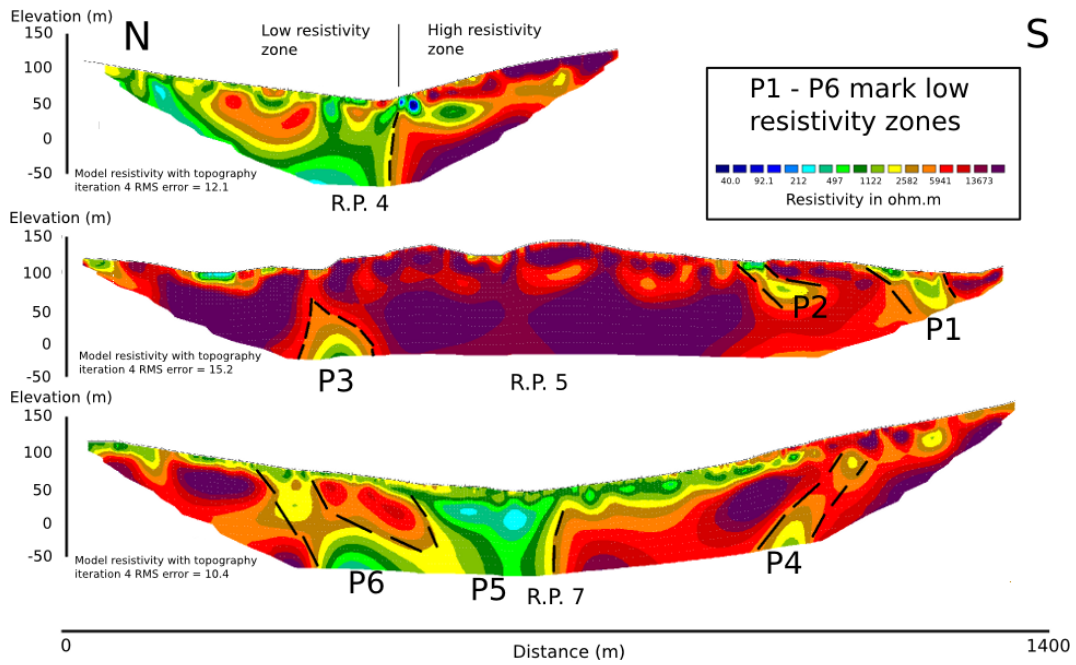 Elevation (m)
N
Low resistivity
zone
High resistivity
zone
S
150
100
50
0
-50
Model resistivity with topography
iteration 4 RMS error = 12.1
R.P. 4
P1 - P6 mark low
resistivity zones
40.0 92.1 212 497 1122 2582 5941 13673
Resistivity in ohm.m
Elevation (m)
150
100
50
0
-50
Model resistivity with topography
iteration 4 RMS error = 15.2
P3
R.P. 5
P2
P1
Elevation (m)
150
100
50
0
-50
Model resistivity with topography
iteration 4 RMS error = 10.4
P6
P5
R.P. 7
P4
0
Distance (m)
1400